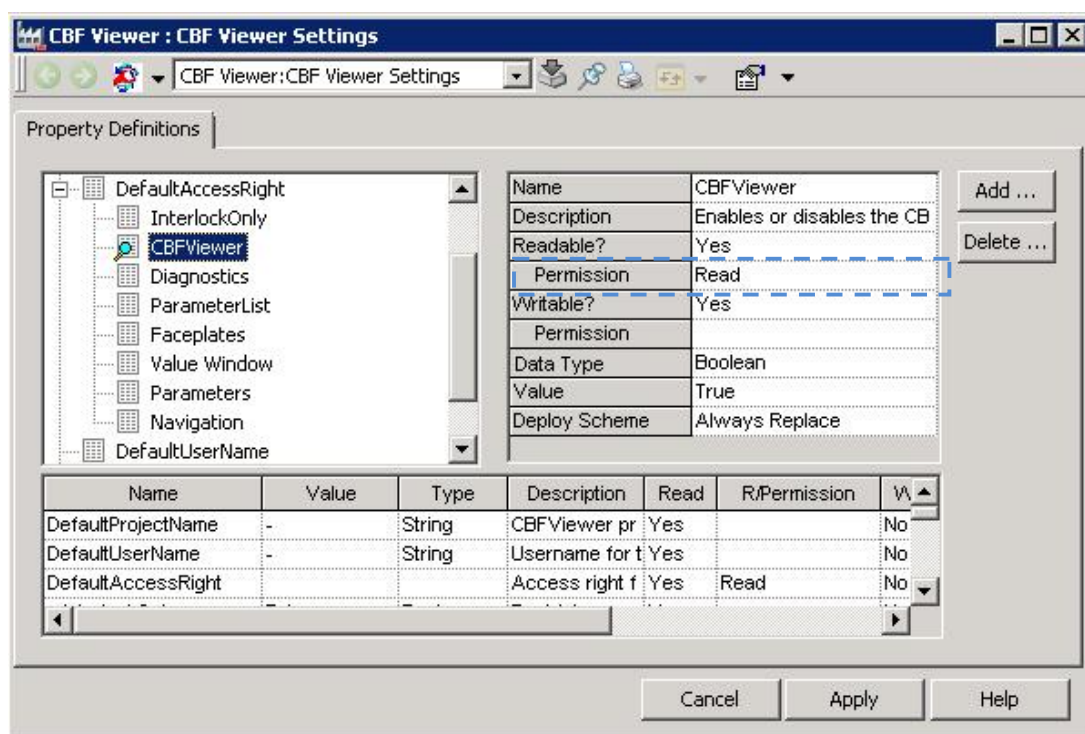 CBF Viewer : CBF Viewer Settings
CBF Viewer:CBF Viewer Settings
Property Definitions
DefaultAccessRight
InterlockOnly
CBFViewer
Diagnostics
ParameterList
Faceplates
Value Window
Parameters
Navigation
DefaultUserName
Name CBFViewer
Description Enables or disables the CB
Readable? Yes
Permission Read
Writable? Yes
Permission
Data Type Boolean
Value True
Deploy Scheme Always Replace
Add ...
Delete ...
Name Value Type Description Read R/Permission
DefaultProjectName - String CBFViewer pr Yes No
DefaultUserName - String Username for t Yes No
DefaultAccessRight Access right f Yes Read No
Cancel Apply Help